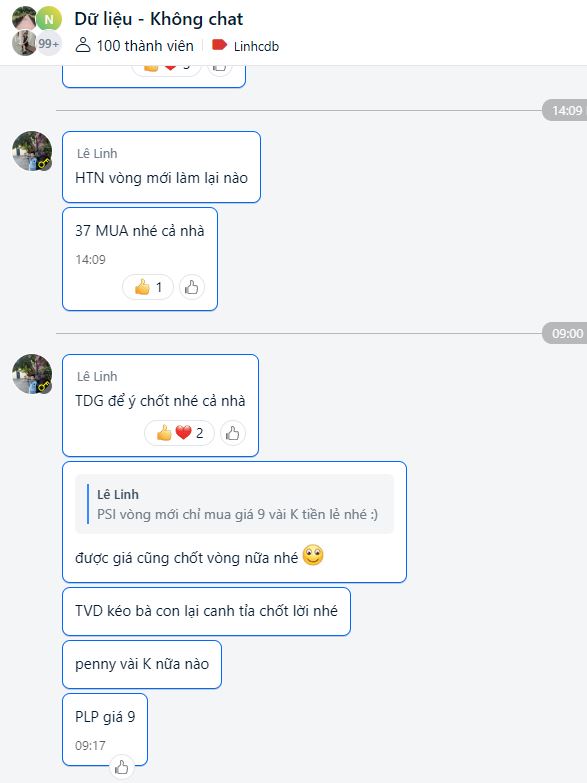 N
Dữ liệu - Không chat
99+
100 thành viên
Linhcdb
14:09
Lê Linh
HTN vòng mới làm lại nào
37 MUA nhé cả nhà
14:09
1
09:00
Lê Linh
TDG để ý chốt nhé cả nhà
2
Lê Linh
PSI vòng mới chỉ mua giá 9 vài K tiền lẻ nhé :)
được giá cũng chốt vòng nữa nhé
TVD kéo bà con lại canh tỉa chốt lời nhé
penny vài K nữa nào
PLP giá 9
09:17